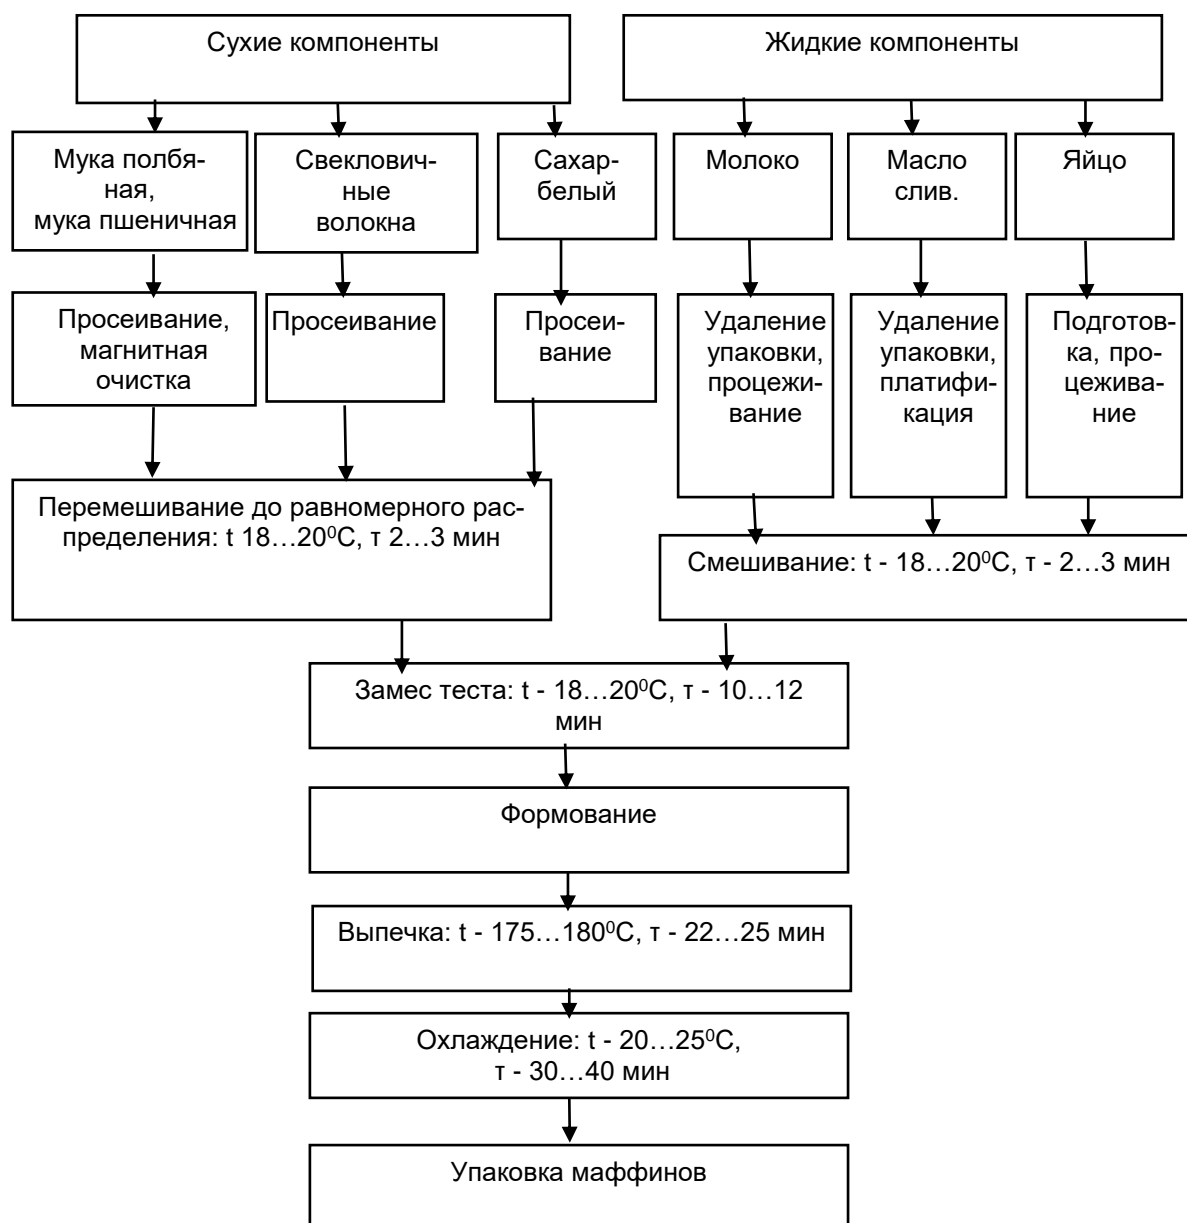 Сухие компоненты
Жидкие компоненты
Мука полбя-
ная,
мука пшеничная
Свеклович-
ные
волокна
Сахар-
белый
Молоко
Масло
слив.
Яйцо
Просеивание,
магнитная
очистка
Просеивание
Просеи-
вание
Удаление
упаковки,
процежи-
вание
Удаление
упаковки,
платифи-
кация
Подготов-
ка, про-
цежива-
ние
Перемешивание до равномерного рас-
пределения: t 18…20⁰С, τ 2…3 мин
Смешивание: t - 18…20⁰С, τ - 2…3 мин
Замес теста: t - 18…20⁰С, τ - 10…12
мин
Формование
Выпечка: t - 175…180⁰С, τ - 22…25 мин
Охлаждение: t - 20…25⁰С,
τ - 30…40 мин
Упаковка маффинов